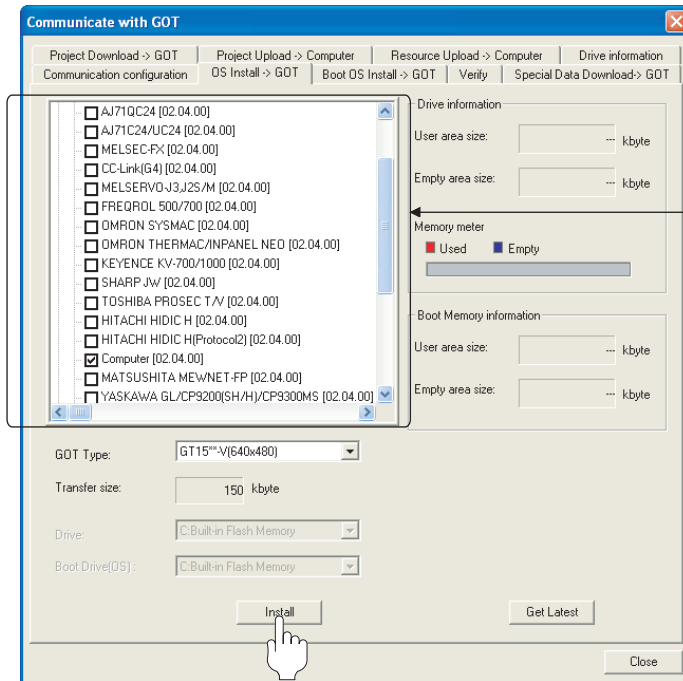 Communicate with GOT
Project Download -> GOT
Project Upload -> Computer
Resource Upload -> Computer
Drive information
Communication configuration
OS Install -> GOT
Boot OS Install -> GOT
Verify
Special Data Download-> GOT
AJ71QC24 [02.04.00]
AJ71C24/UC24 [02.04.00]
MELSEC-FX [02.04.00]
CC-Link(G4) [02.04.00]
MELSERVO-J3,J2S/M [02.04.00]
FREQROL 500/700 [02.04.00]
OMRON SYSMAC [02.04.00]
OMRON THERMAC/INPANEL NEO [02.04.00]
KEYENCE KV-700/1000 [02.04.00]
SHARP JW [02.04.00]
TOSHIBA PROSEC T/V [02.04.00]
HITACHI HIDIC H [02.04.00]
HITACHI HIDIC H(Protocol2) [02.04.00]
Computer [02.04.00]
MATSUSHITA MEWNET-FP [02.04.00]
YASKAWA GL/CP9200(SH/H)/CP9300MS [02.04.00]
Drive information
User area size: --- kbyte
Empty area size: --- kbyte
Memory meter
Used Empty
Boot Memory information
User area size: --- kbyte
Empty area size: --- kbyte
GOT Type: GT15**-V(640x480)
Transfer size: 150 kbyte
Drive: C:Built-in Flash Memory
Boot Drive(OS) : C:Built-in Flash Memory
Install
Get Latest
Close